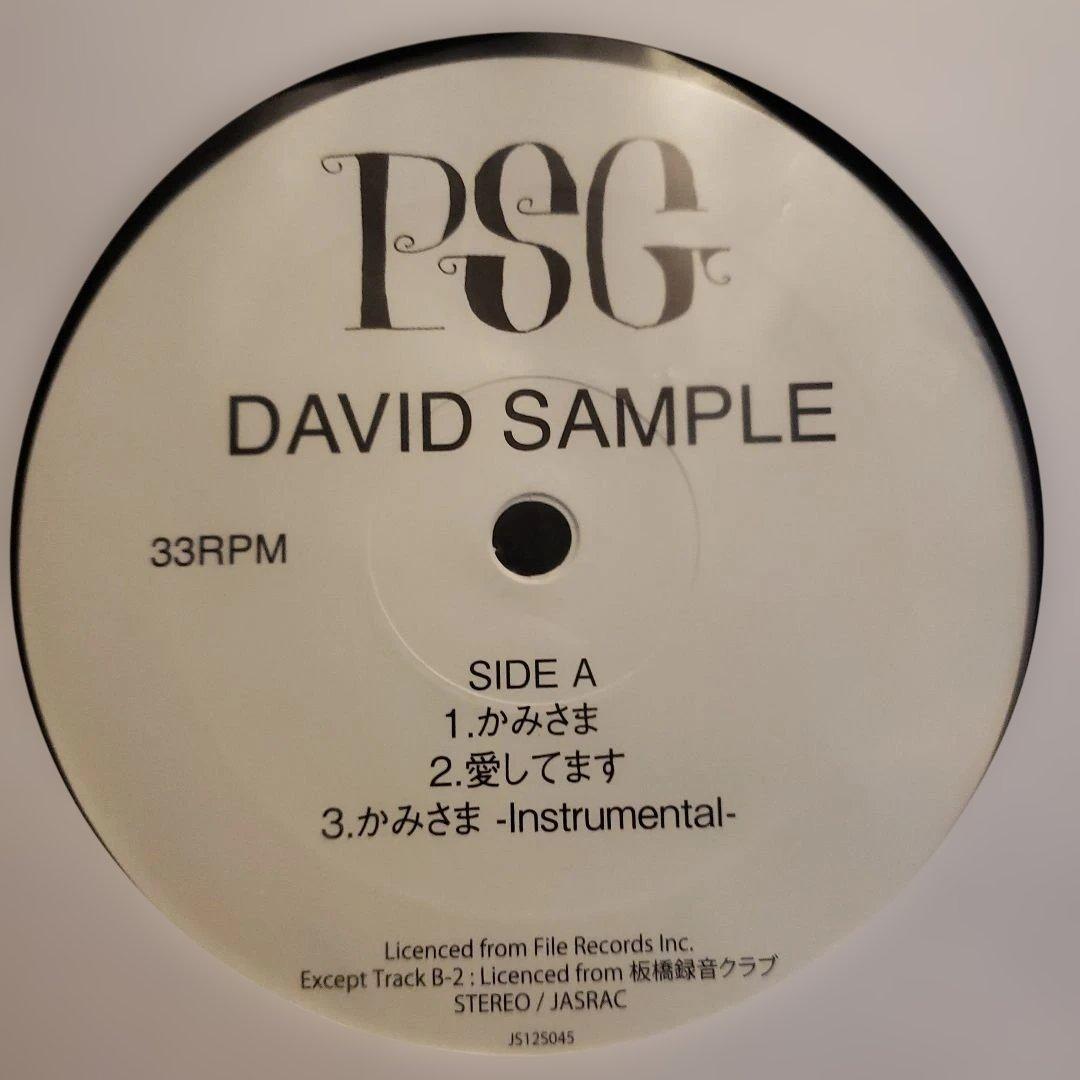 PSG
DAVID SAMPLE
33RPM
SIDE A
1.かみさま
2.愛してます
3.かみさま -Instrumental-
Licenced from File Records Inc.
Except Track B-2 : Licenced from 板橋録音クラブ
STEREO / JASRAC
JS12S045